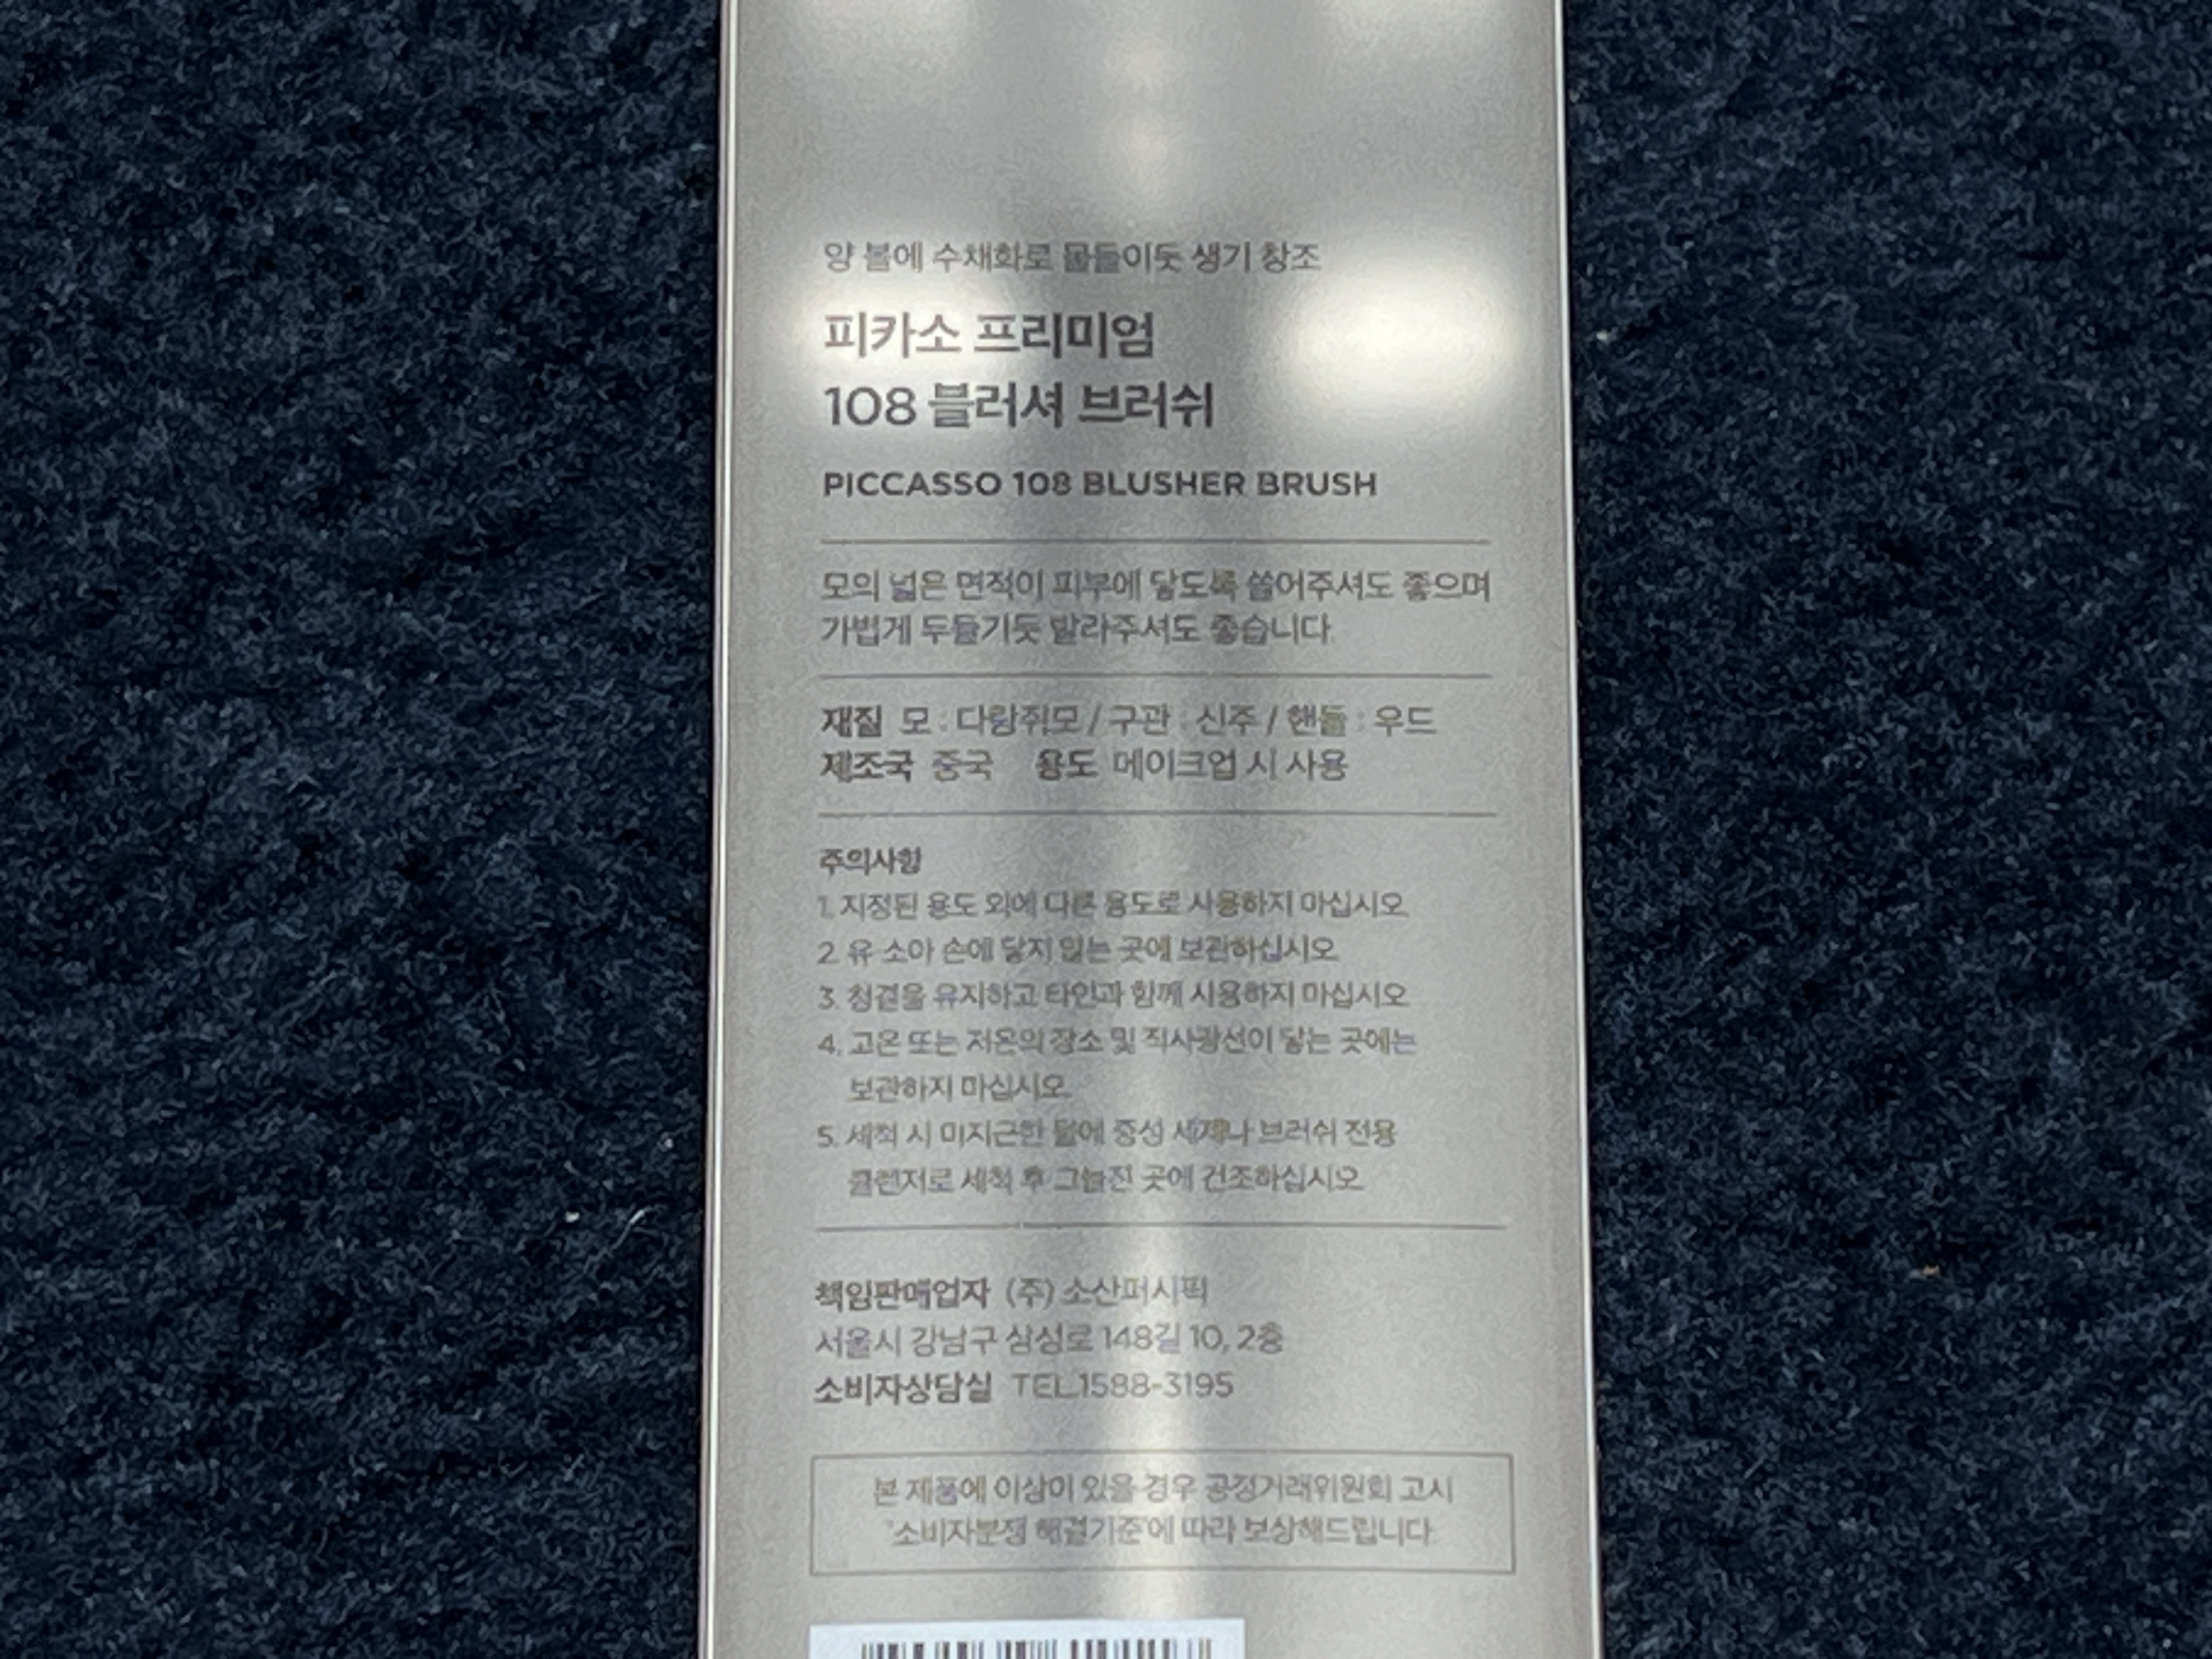 양 볼에 수채화로 물들이듯 생기 창조
피카소 프리미엄
108 블러셔 브러쉬
PICCASSO 108 BLUSHER BRUSH
모의 넓은 면적이 피부에 닿도록 쓸어주셔도 좋으며
가볍게 두들기듯 발라주셔도 좋습니다.
재질 모 : 다람쥐모 / 구관 : 신주 / 핸들 : 우드
제조국 중국 용도 메이크업 시 사용
주의사항
1. 지정된 용도 외에 다른 용도로 사용하지 마십시오.
2. 유·소아 손에 닿지 않는 곳에 보관하십시오.
3. 청결을 유지하고 타인과 함께 사용하지 마십시오.
4. 고온 또는 저온의 장소 및 직사광선이 닿는 곳에는
보관하지 마십시오.
5. 세척 시 미지근한 물에 중성 세제나 브러쉬 전용
클렌저로 세척 후 그늘진 곳에 건조하십시오.
책임판매업자 (주) 소산퍼시픽
서울시 강남구 삼성로 148길 10, 2층
소비자상담실 TEL.1588-3195
본 제품에 이상이 있을 경우 공정거래위원회 고시
'소비자분쟁 해결기준'에 따라 보상해드립니다.